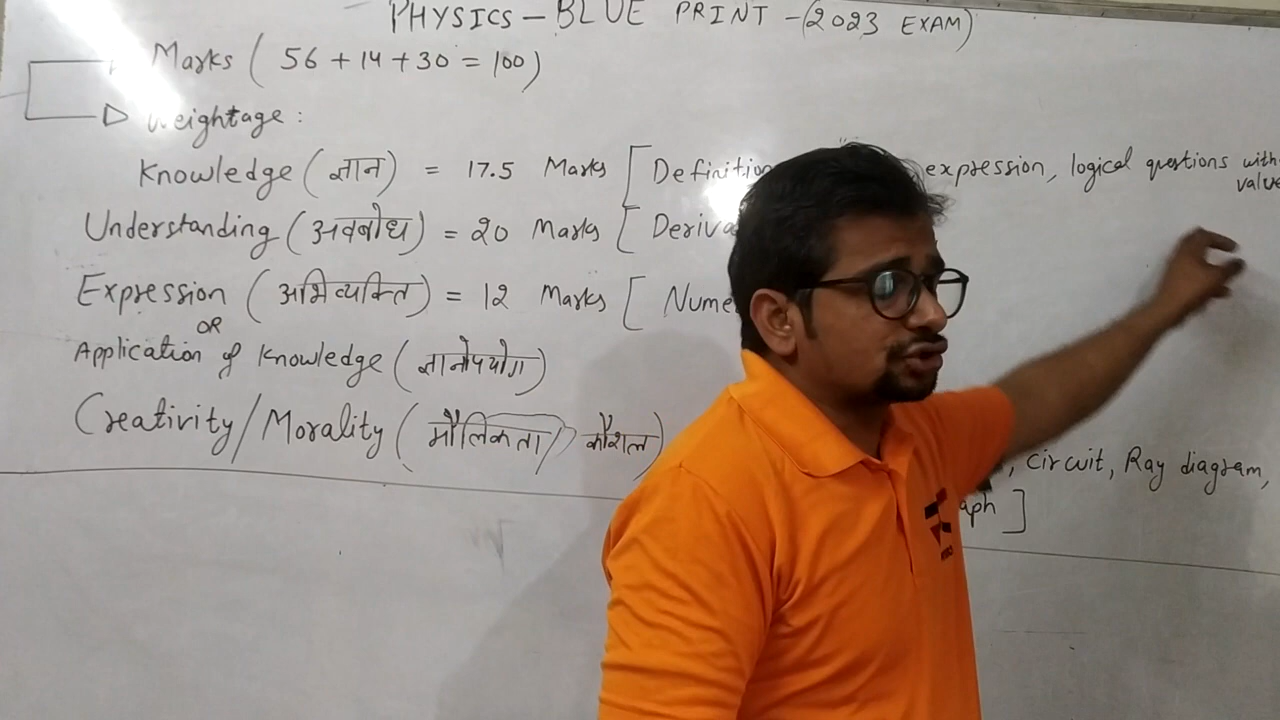 PHYSICS - BLUE PRINT - (2023 EXAM)
Marks ( 56 + 14 + 30 = 100 )
Weightage :
Knowledge ( ज्ञान ) = 17.5 Marks [ Definition expression, logical questions with
value
Understanding ( अवबोध ) = 20 Marks [ Deriva
Expression ( अभिव्यक्ति ) = 12 Marks [ Nume
OR
Application of Knowledge ( ज्ञानोपयोग )
Creativity / Morality ( मौलिकता / कौशल )
, circuit, Ray diagram,
aph ]